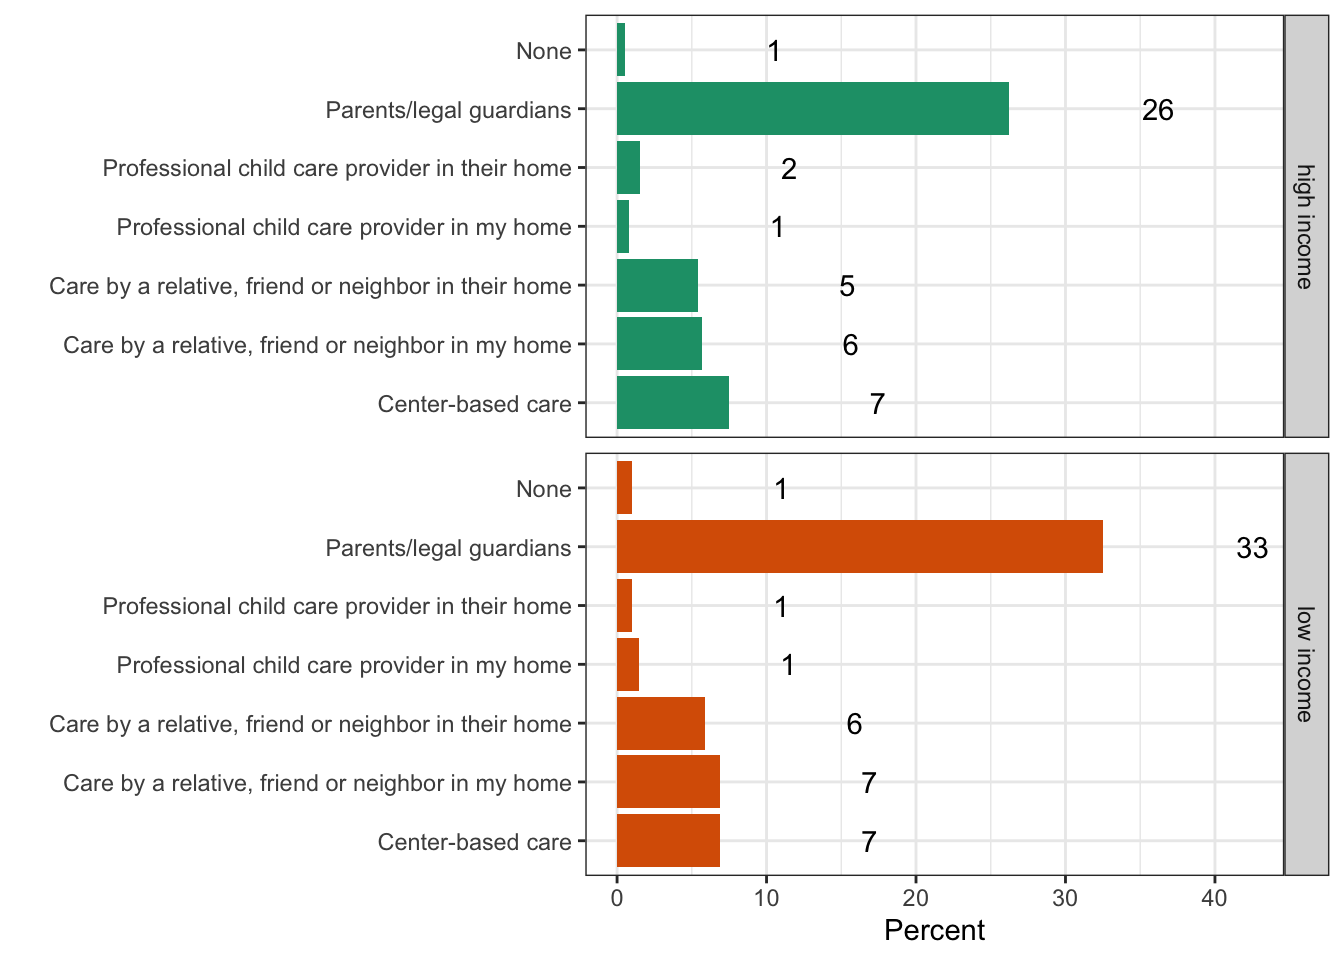 None 1
Parents/legal guardians 26
Professional child care provider in their home 2
Professional child care provider in my home 1
Care by a relative, friend or neighbor in their home 5
Care by a relative, friend or neighbor in my home 6
Center-based care 7
high income
None 1
Parents/legal guardians 33
Professional child care provider in their home 1
Professional child care provider in my home 1
Care by a relative, friend or neighbor in their home 6
Care by a relative, friend or neighbor in my home 7
Center-based care 7
low income
0 10 20 30 40
Percent